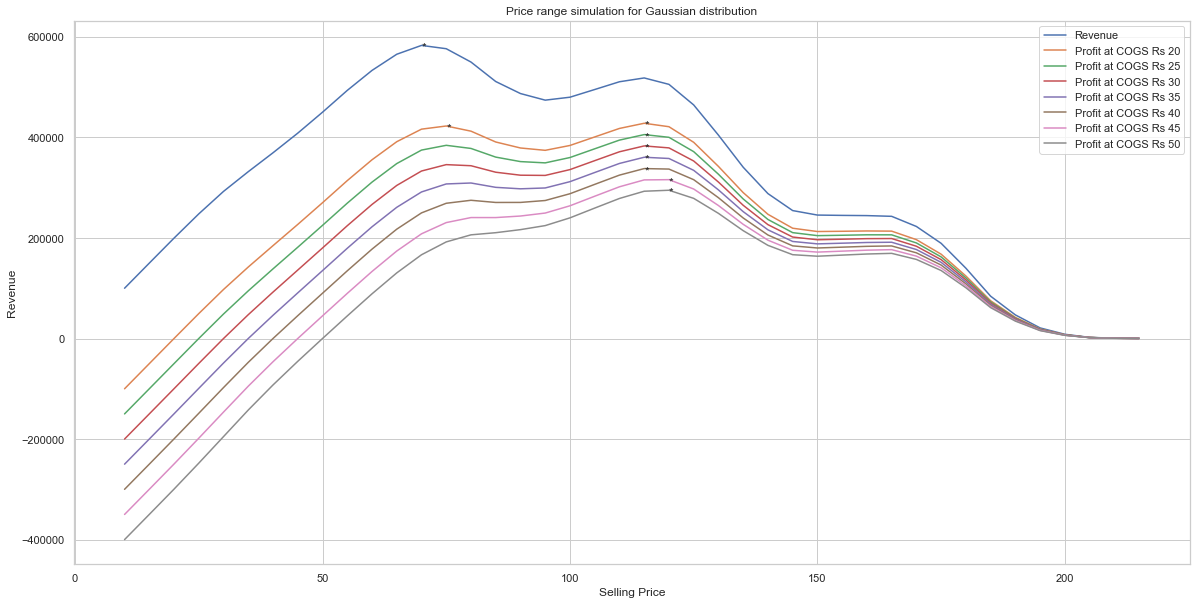 Price range simulation for Gaussian distribution
Revenue
Profit at COGS Rs 20
Profit at COGS Rs 25
Profit at COGS Rs 30
Profit at COGS Rs 35
Profit at COGS Rs 40
Profit at COGS Rs 45
Profit at COGS Rs 50
600000
400000
200000
0
−200000
−400000
Revenue
0
50
100
150
200
Selling Price